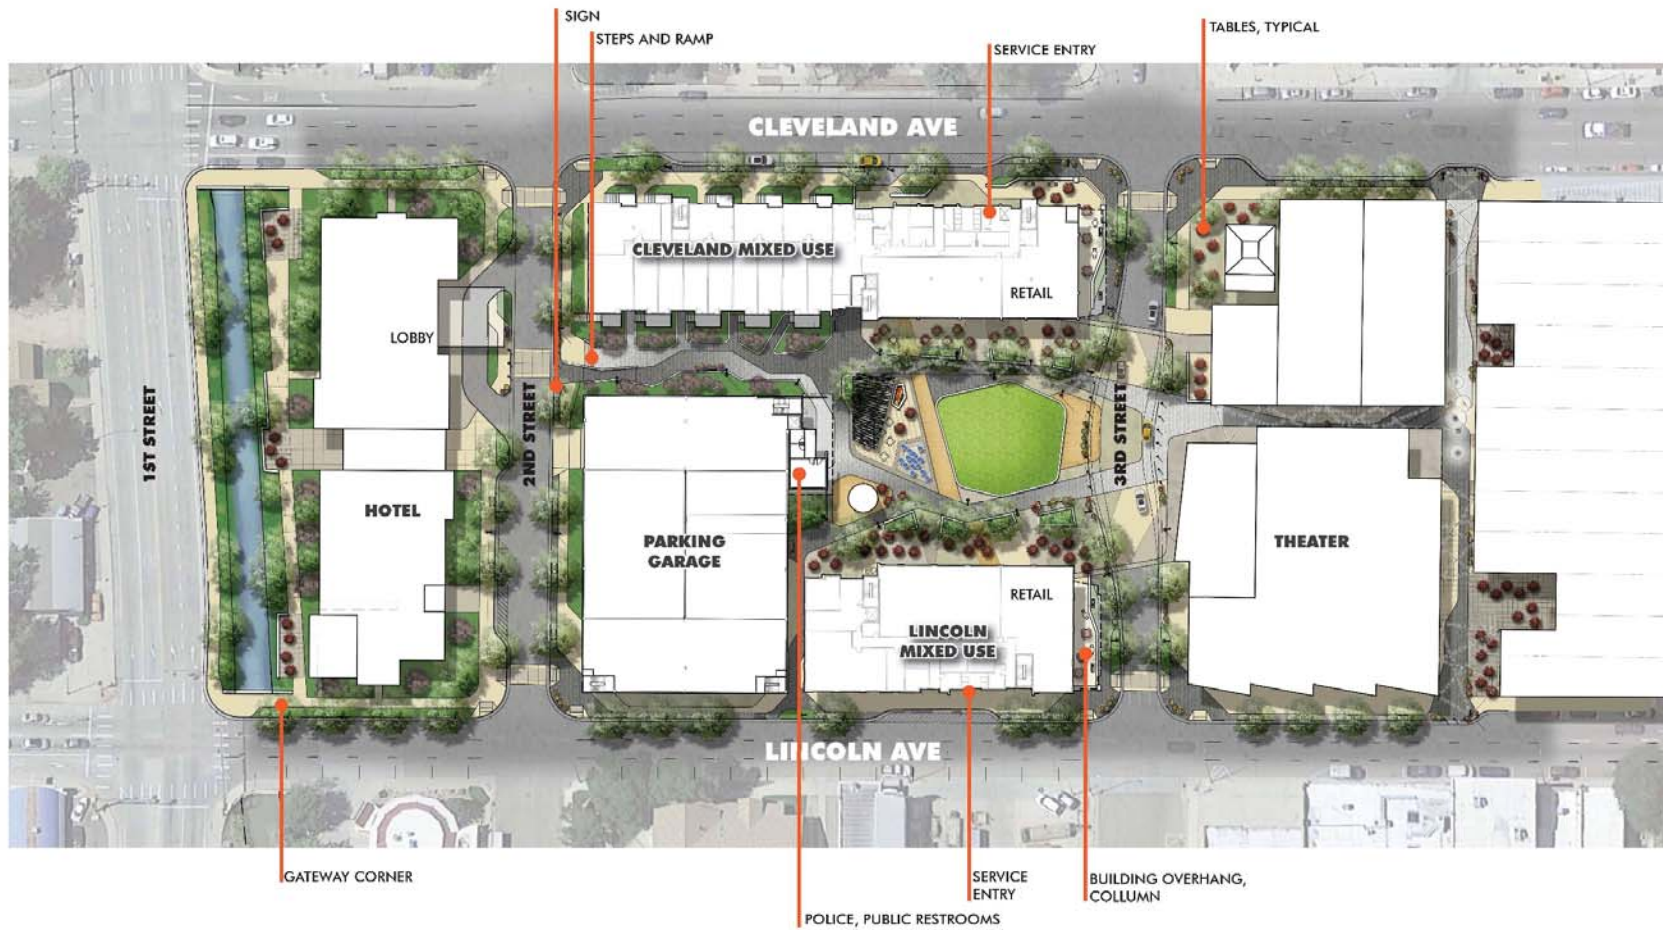 SIGN
STEPS AND RAMP
SERVICE ENTRY
TABLES, TYPICAL
CLEVELAND AVE
CLEVELAND MIXED USE
RETAIL
LOBBY
1ST STREET
2ND STREET
3RD STREET
HOTEL
PARKING
GARAGE
THEATER
RETAIL
LINCOLN
MIXED USE
LINCOLN AVE
GATEWAY CORNER
SERVICE
ENTRY
BUILDING OVERHANG,
COLLUMN
POLICE, PUBLIC RESTROOMS